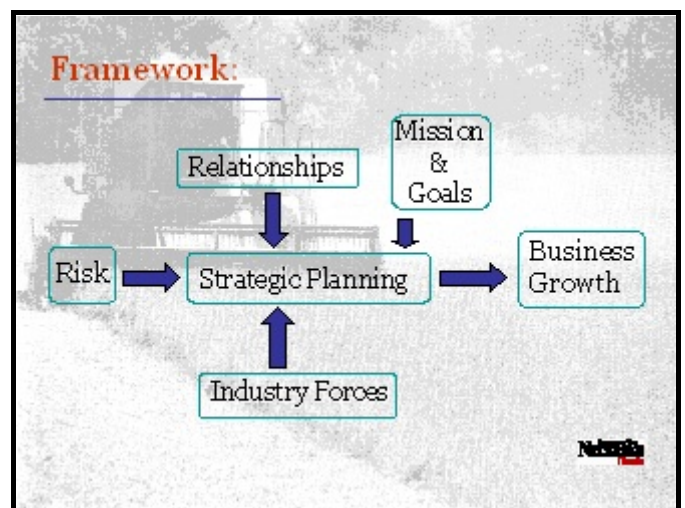 Framework:
Mission
&
Goals
Relationships
Business
Growth
Risk
Strategic Planning
Industry Forces